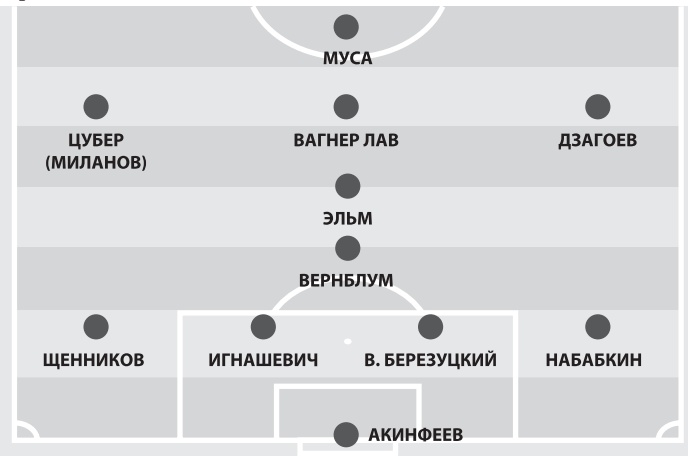 МУСА
ЦУБЕР
(МИЛАНОВ)
ВАГНЕР ЛАВ
ДЗАГОЕВ
ЭЛЬМ
ВЕРНБЛУМ
ЩЕННИКОВ
ИГНАШЕВИЧ
В. БЕРЕЗУЦКИЙ
НАБАБКИН
АКИНФЕЕВ